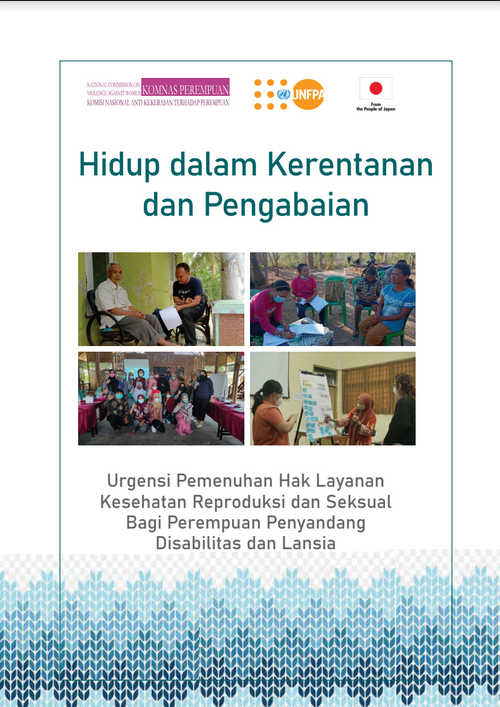 NATIONAL COMMISSION ON
VIOLENCE AGAINST WOMEN
KOMNAS PEREMPUAN
KOMISI NASIONAL ANTI KEKERASAN TERHADAP PEREMPUAN
UNFPA
From
the People of Japan
Hidup dalam Kerentanan
dan Pengabaian
Urgensi Pemenuhan Hak Layanan
Kesehatan Reproduksi dan Seksual
Bagi Perempuan Penyandang
Disabilitas dan Lansia